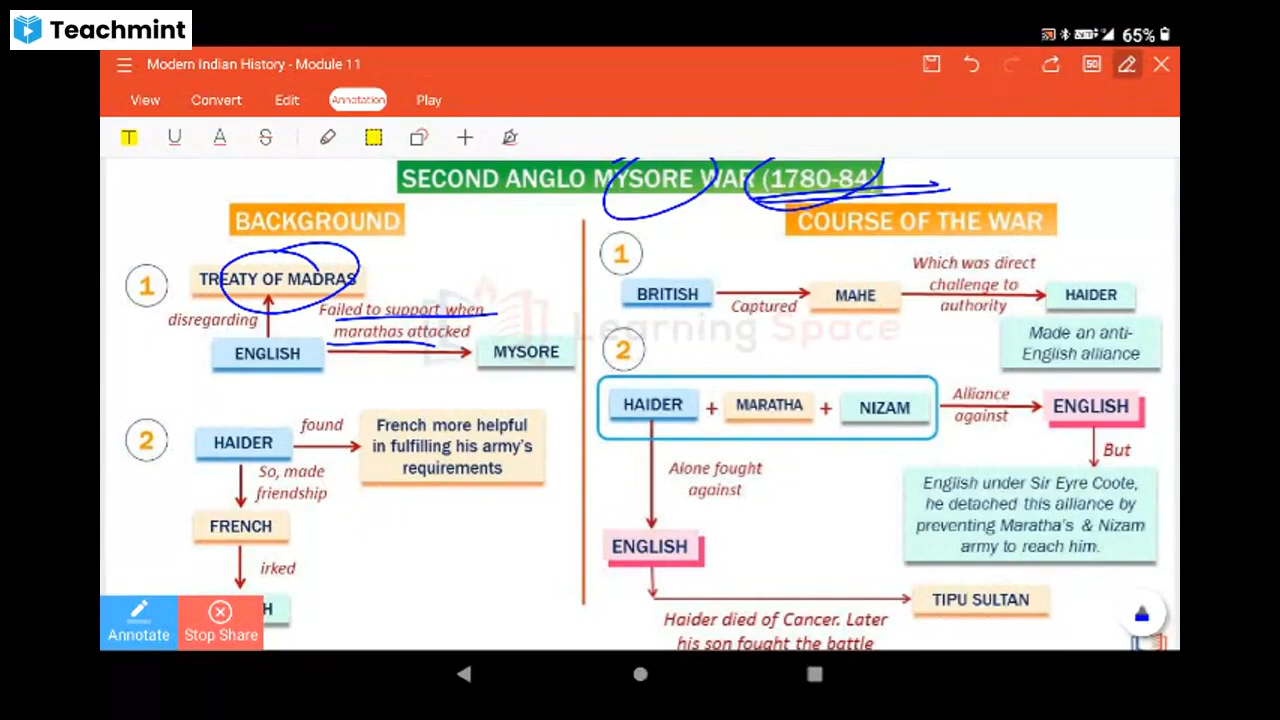 Teachmint
65%
Modern Indian History - Module 11
50
View Convert Edit Annotation Play
T U A S
SECOND ANGLO MYSORE WAR (1780-84)
BACKGROUND
1
TREATY OF MADRAS
disregarding
Failed to support when
marathas attacked
ENGLISH
MYSORE
2
HAIDER
found
French more helpful
in fulfilling his army's
requirements
So, made
friendship
FRENCH
irked
H
COURSE OF THE WAR
1
BRITISH
Captured
MAHE
Which was direct
challenge to
authority
HAIDER
Made an anti-
English alliance
Learning Space
2
HAIDER + MARATHA + NIZAM
Alliance
against
ENGLISH
But
English under Sir Eyre Coote,
he detached this alliance by
preventing Maratha's & Nizam
army to reach him.
Alone fought
against
ENGLISH
TIPU SULTAN
Haider died of Cancer. Later
his son fought the battle
Annotate
Stop Share